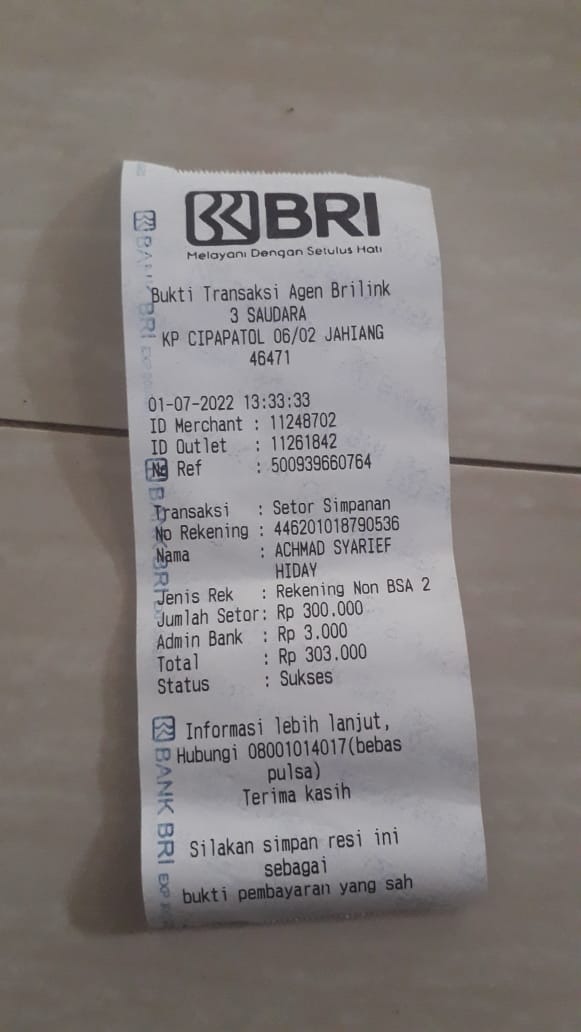 BRI
Melayani Dengan Setulus Hati
Bukti Transaksi Agen Brilink
3 SAUDARA
KP CIPAPATOL 06/02 JAHIANG
46471
01-07-2022 13:33:33
ID Merchant : 11248702
ID Outlet : 11261842
No Ref : 500939660764
Transaksi : Setor Simpanan
No Rekening : 446201018790536
Nama : ACHMAD SYARIEF
HIDAY
Jenis Rek : Rekening Non BSA 2
Jumlah Setor: Rp 300.000
Admin Bank : Rp 3.000
Total : Rp 303.000
Status : Sukses
Informasi lebih lanjut,
Hubungi 08001014017(bebas
pulsa)
Terima kasih
Silakan simpan resi ini
sebagai
bukti pembayaran yang sah
BANK BRI
BANK BRI
BANK BRI EXP